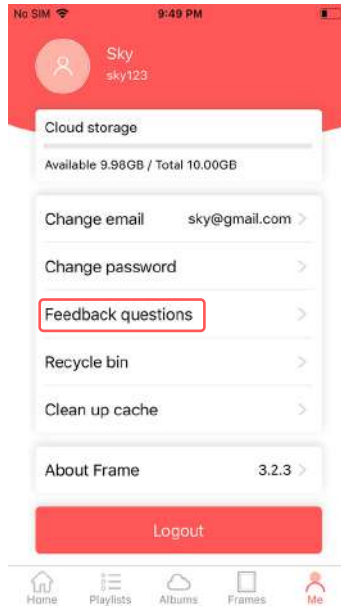 No SIM 9:49 PM
Sky
sky123
Cloud storage
Available 9.98GB / Total 10.00GB
Change email sky@gmail.com
Change password
Feedback questions
Recycle bin
Clean up cache
About Frame 3.2.3
Logout
Home Playlists Albums Frames Me